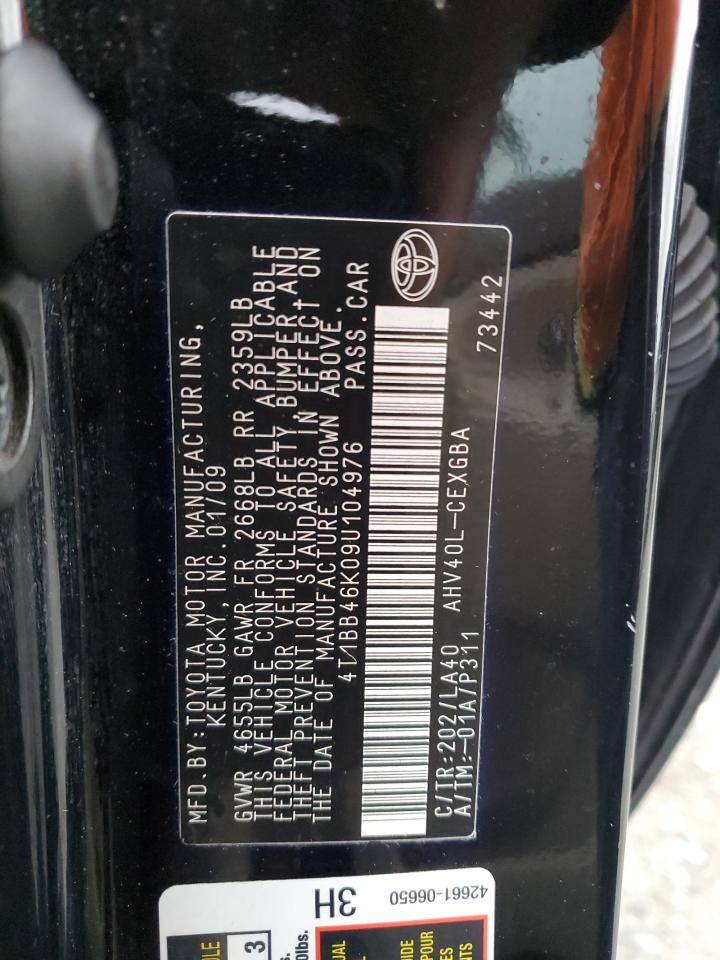 MFD.BY:TOYOTA MOTOR MANUFACTURING,
KENTUCKY, INC. 01/09
GVWR 4655LB GAWR FR 2668LB RR 2359LB
THIS VEHICLE CONFORMS TO ALL APPLICABLE
FEDERAL MOTOR VEHICLE SAFETY, BUMPER, AND
THEFT PREVENTION STANDARDS IN EFFECT ON
THE DATE OF MANUFACTURE SHOWN ABOVE.
4T1BB46K09U104976 PASS.CAR
C/TR:202/LA40
A/TM:-01A/P311 AHV40L-CEXGBA 73442
3H
42661-06650
3